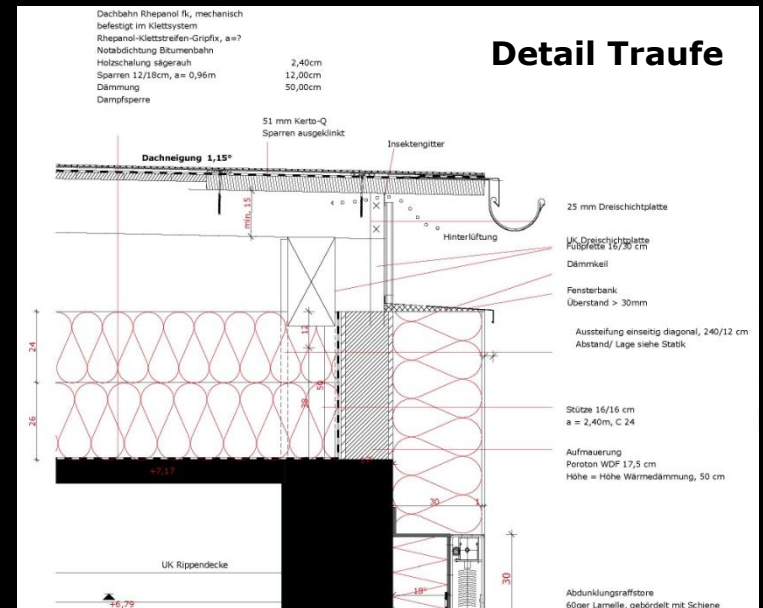 Dachbahn Rhepanol fk, mechanisch
befestigt im Klettsystem
Rhepanol-Klettstreifen-Gripfix, a=?
Notabdichtung Bitumenbahn
Holzschalung sägerauh 2,40cm
Sparren 12/18cm, a= 0,96m 12,00cm
Dämmung 50,00cm
Dampfsperre
Detail Traufe
51 mm Kerto-Q
Sparren ausgeklinkt
Insektengitter
Dachneigung 1,15°
min. 15
25 mm Dreischichtplatte
Hinterlüftung
UK Dreischichtplatte
Fußpfette 16/30 cm
Dämmkeil
Fensterbank
Überstand > 30mm
12
Aussteifung einseitig diagonal, 240/12 cm
Abstand/ Lage siehe Statik
24
50
38
26
Stütze 16/16 cm
a = 2,40m, C 24
Aufmauerung
Poroton WDF 17,5 cm
Höhe = Höhe Wärmedämmung, 50 cm
+7,17
30
1
UK Rippendecke
30
+6,79
Abdunklungsraffstore
60er Lamelle, gebördelt mit Schiene